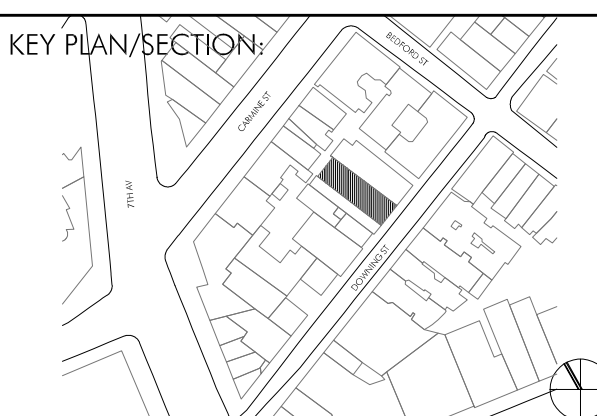 KEY PLAN/SECTION:
BEDFORD ST
CARMINE ST
7TH AV
DOWNING ST